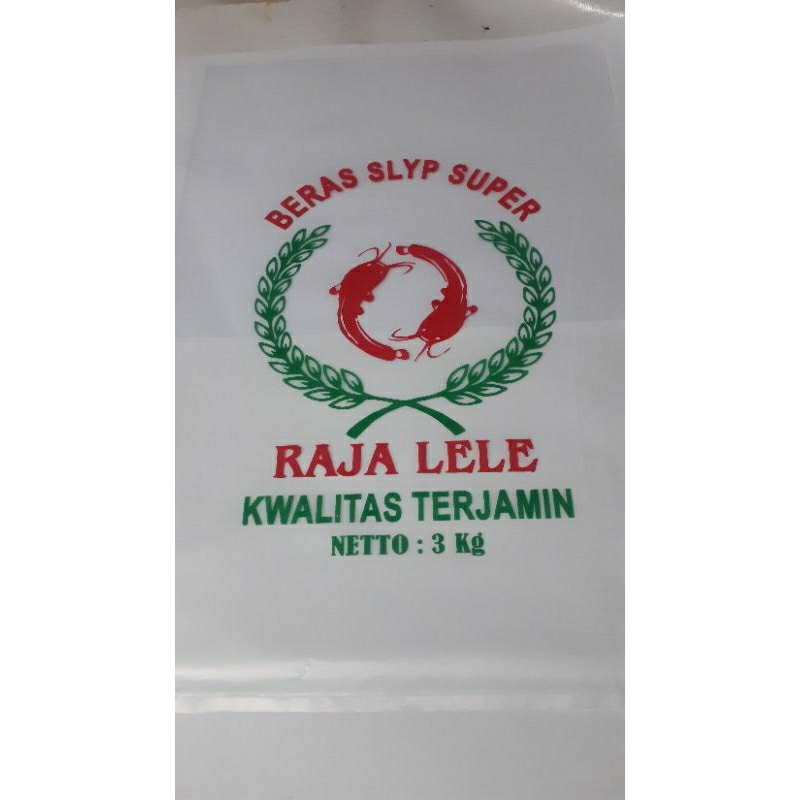 BERAS SLYP SUPER
RAJA LELE
KWALITAS TERJAMIN
NETTO : 3 Kg